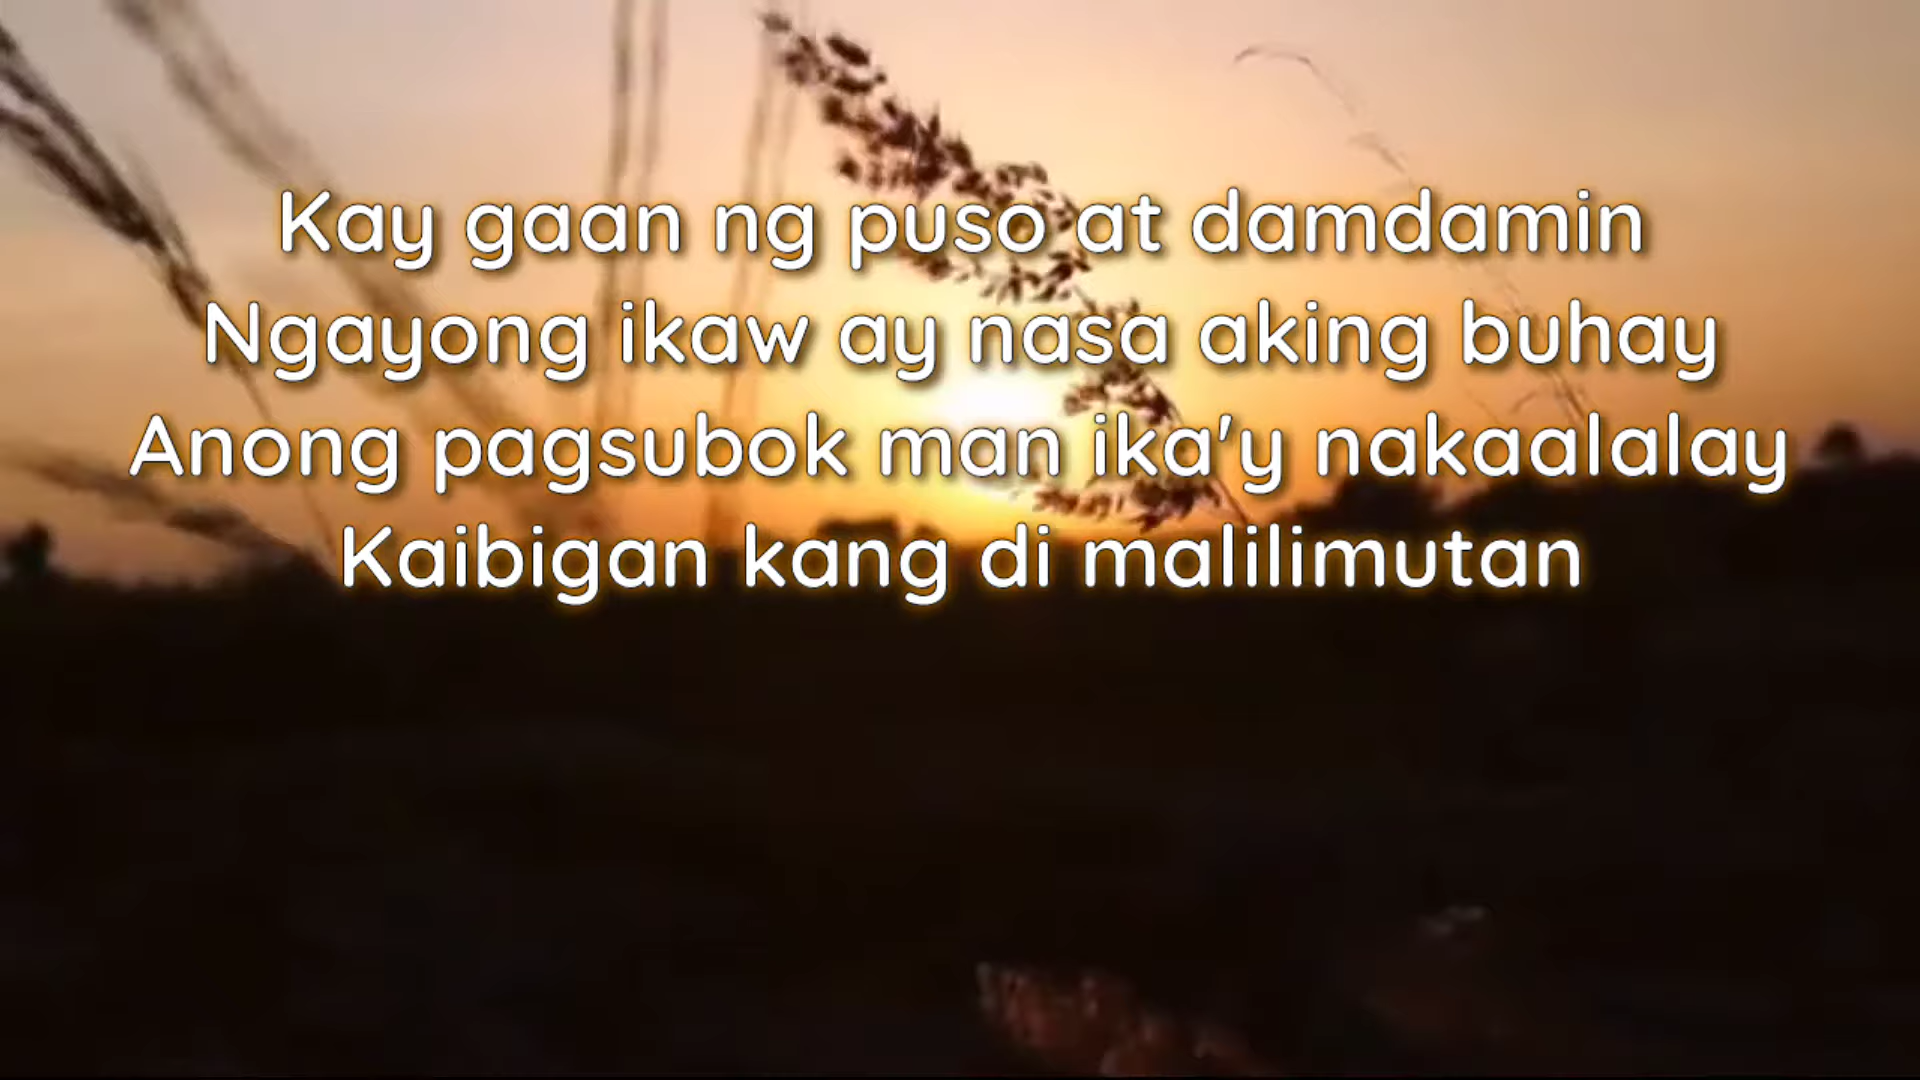 Kay gaan ng puso at damdamin
Ngayong ikaw ay nasa aking buhay
Anong pagsubok man ika'y nakaalalay
Kaibigan kang di malilimutan